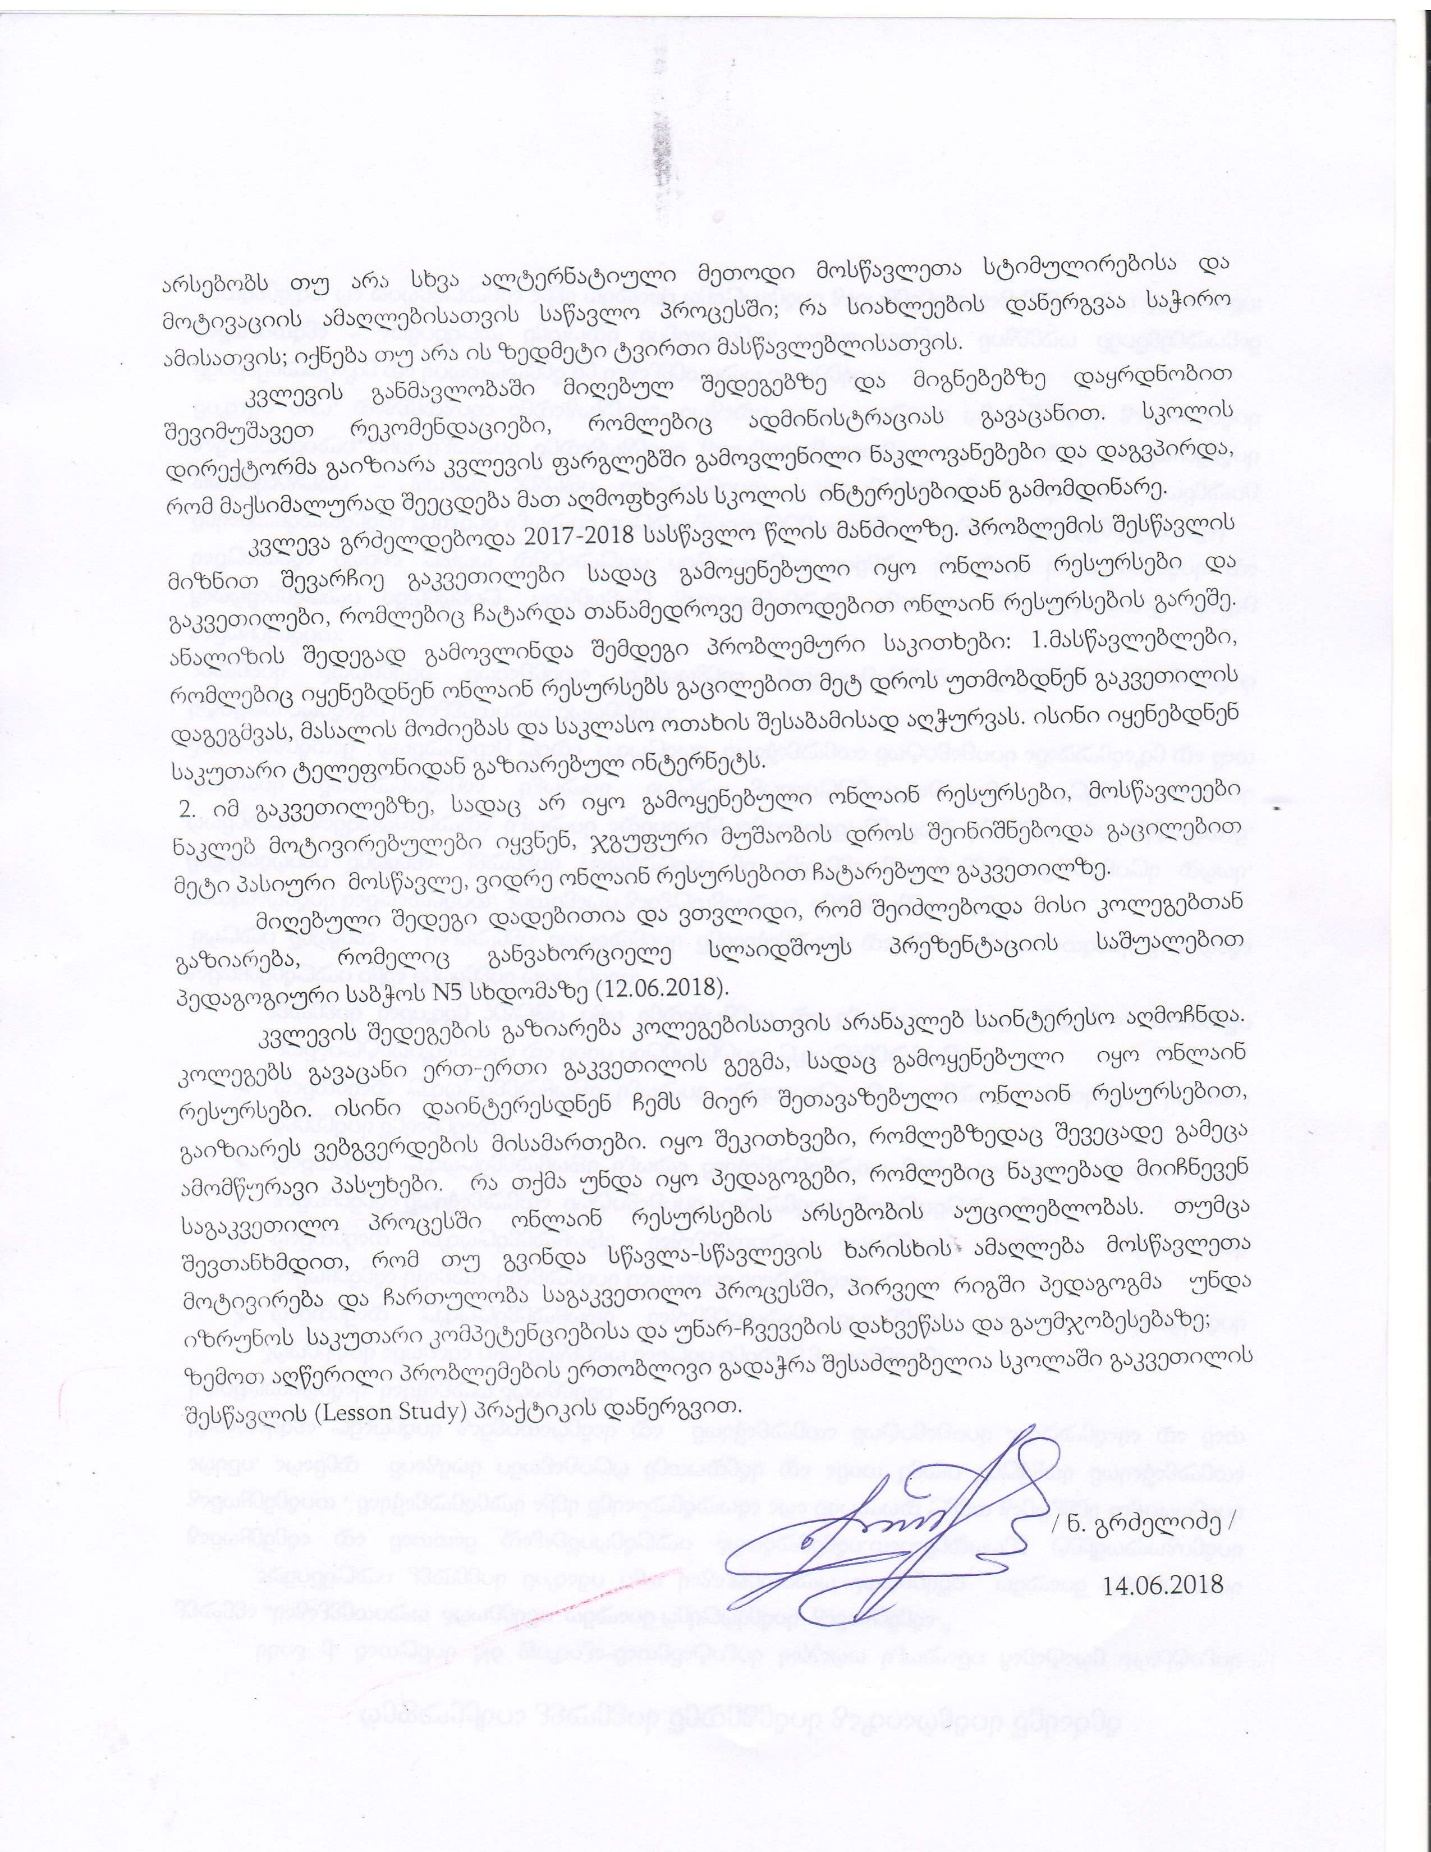 არსებობს თუ არა სხვა ალტერნატიული მეთოდი მოსწავლეთა სტიმულირებისა და
მოტივაციის ამაღლებისათვის საწავლო პროცესში; რა სიახლეების დანერგვაა საჭირო
ამისათვის; იქნება თუ არა ის ზედმეტი ტვირთი მასწავლებლისათვის.
კვლევის განმავლობაში მიღებულ შედეგებზე და მიგნებებზე დაყრდნობით
შევიმუშავეთ რეკომენდაციები, რომლებიც ადმინისტრაციას გავაცანით. სკოლის
დირექტორმა გაიზიარა კვლევის ფარგლებში გამოვლენილი ნაკლოვანებები და დაგვპირდა,
რომ მაქსიმალურად შეეცდება მათ აღმოფხვრას სკოლის ინტერესებიდან გამომდინარე.
კვლევა გრძელდებოდა 2017-2018 სასწავლო წლის მანძილზე. პრობლემის შესწავლის
მიზნით შევარჩიე გაკვეთილები სადაც გამოყენებული იყო ონლაინ რესურსები და
გაკვეთილები, რომლებიც ჩატარდა თანამედროვე მეთოდებით ონლაინ რესურსების გარეშე.
ანალიზის შედეგად გამოვლინდა შემდეგი პრობლემური საკითხები: 1.მასწავლებლები,
რომლებიც იყენებდნენ ონლაინ რესურსებს გაცილებით მეტ დროს უთმობდნენ გაკვეთილის
დაგეგმვას, მასალის მოძიებას და საკლასო ოთახის შესაბამისად აღჭურვას. ისინი იყენებდნენ
საკუთარი ტელეფონიდან გაზიარებულ ინტერნეტს.
2. იმ გაკვეთილებზე, სადაც არ იყო გამოყენებული ონლაინ რესურსები, მოსწავლეები
ნაკლებ მოტივირებულები იყვნენ, ჯგუფური მუშაობის დროს შეინიშნებოდა გაცილებით
მეტი პასიური მოსწავლე, ვიდრე ონლაინ რესურსებით ჩატარებულ გაკვეთილზე.
მიღებული შედეგი დადებითია და ვთვლიდი, რომ შეიძლებოდა მისი კოლეგებთან
გაზიარება, რომელიც განვახორციელე სლაიდშოუს პრეზენტაციის საშუალებით
პედაგოგიური საბჭოს N5 სხდომაზე (12.06.2018).
კვლევის შედეგების გაზიარება კოლეგებისათვის არანაკლებ საინტერესო აღმოჩნდა.
კოლეგებს გავაცანი ერთ-ერთი გაკვეთილის გეგმა, სადაც გამოყენებული იყო ონლაინ
რესურსები. ისინი დაინტერესდნენ ჩემს მიერ შეთავაზებული ონლაინ რესურსებით,
გაიზიარეს ვებგვერდების მისამართები. იყო შეკითხვები, რომლებზედაც შევეცადე გამეცა
ამომწურავი პასუხები. რა თქმა უნდა იყო პედაგოგები, რომლებიც ნაკლებად მიიჩნევენ
საგაკვეთილო პროცესში ონლაინ რესურსების არსებობის აუცილებლობას. თუმცა
შევთანხმდით, რომ თუ გვინდა სწავლა-სწავლევის ხარისხის ამაღლება მოსწავლეთა
მოტივირება და ჩართულობა საგაკვეთილო პროცესში, პირველ რიგში პედაგოგმა უნდა
იზრუნოს საკუთარი კომპეტენციებისა და უნარ-ჩვევების დახვეწასა და გაუმჯობესებაზე;
ზემოთ აღწერილი პრობლემების ერთობლივი გადაჭრა შესაძლებელია სკოლაში გაკვეთილის
შესწავლის (Lesson Study) პრაქტიკის დანერგვით.
/ ნ. გრძელიძე /
14.06.2018